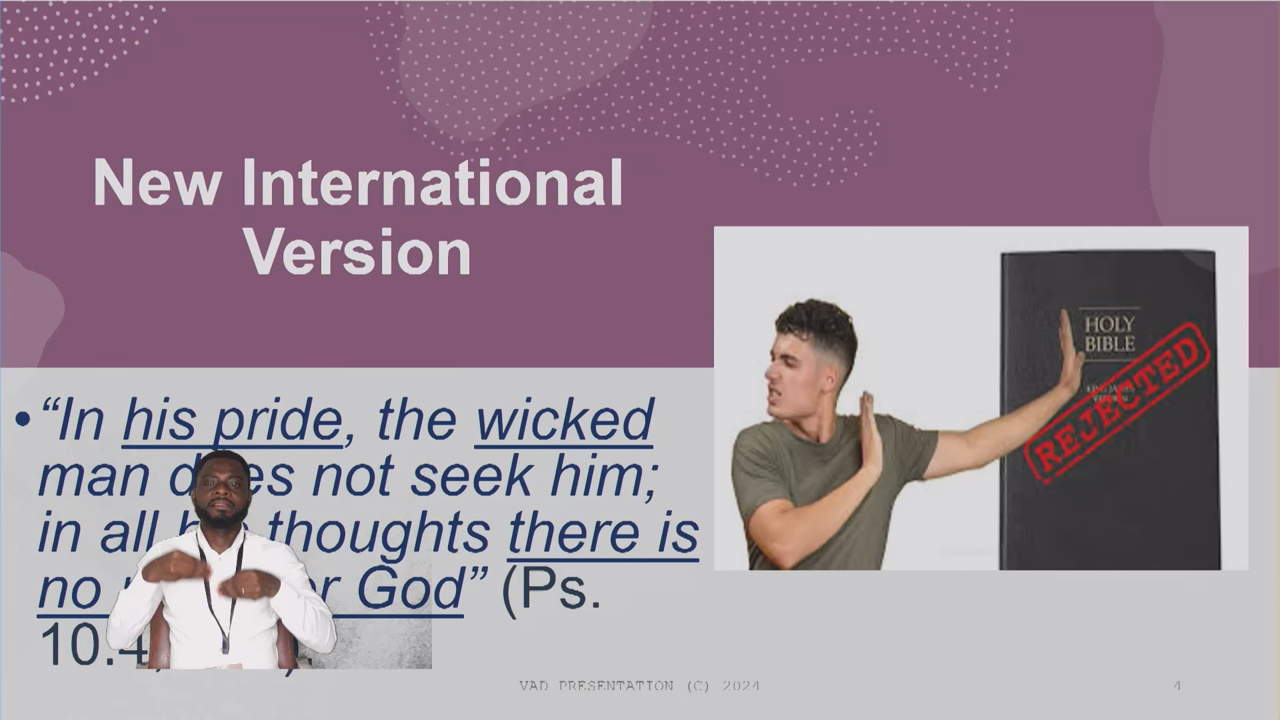 New International
Version
• “In his pride, the wicked
man does not seek him;
in all thoughts there is
no God” (Ps.
10.4
HOLY
BIBLE
REJECTED
VAD PRESENTATION (C) 2024
4